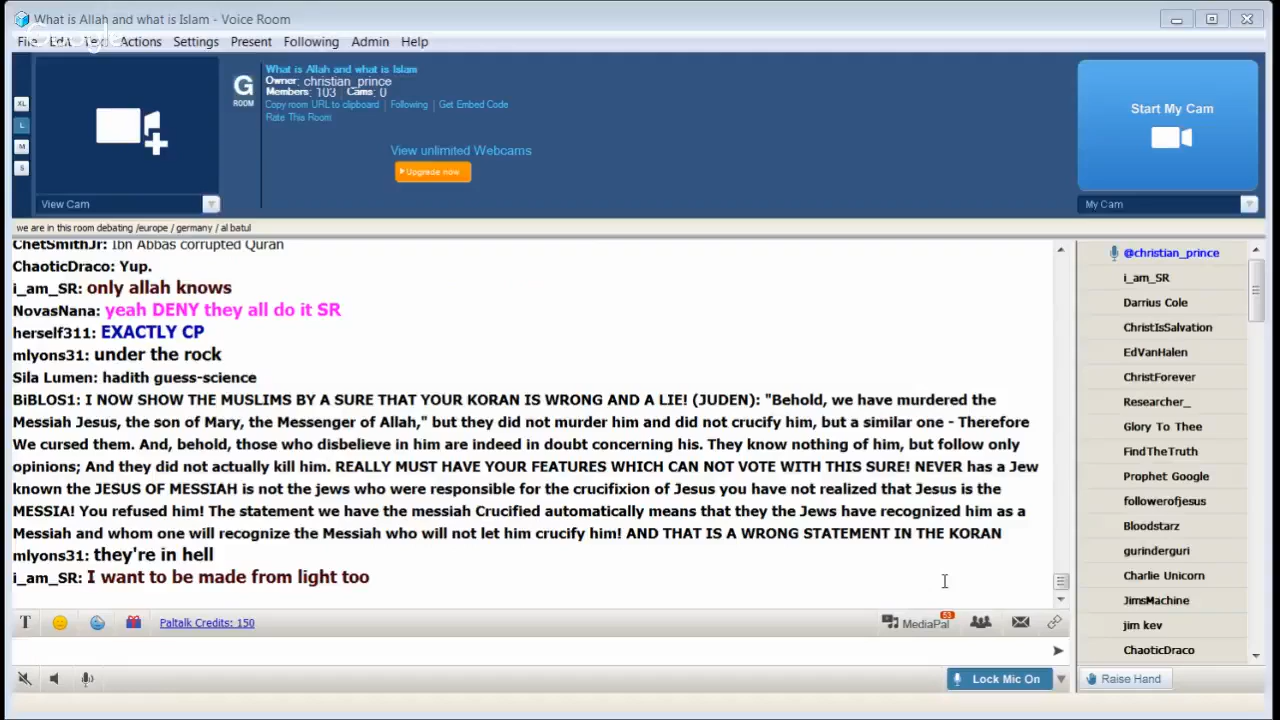 What is Allah and what is Islam - Voice Room
File Edit Text Actions Settings Present Following Admin Help
Google
What is Allah and what is Islam
G Owner: christian_prince
ROOM Members: 103 Cams: 0
Copy room URL to clipboard | Following | Get Embed Code
Rate This Room
View unlimited Webcams
Upgrade now
XL
L
M
S
View Cam
Start My Cam
My Cam
we are in this room debating /europe / germany / al batul
ChetSmithJr: Ibn Abbas corrupted Quran
ChaoticDraco: Yup.
i_am_SR: only allah knows
NovasNana: yeah DENY they all do it SR
herself311: EXACTLY CP
mlyons31: under the rock
Sila Lumen: hadith guess-science
BiBLOS1: I NOW SHOW THE MUSLIMS BY A SURE THAT YOUR KORAN IS WRONG AND A LIE! (JUDEN): "Behold, we have murdered the
Messiah Jesus, the son of Mary, the Messenger of Allah," but they did not murder him and did not crucify him, but a similar one - Therefore
We cursed them. And, behold, those who disbelieve in him are indeed in doubt concerning his. They know nothing of him, but follow only
opinions; And they did not actually kill him. REALLY MUST HAVE YOUR FEATURES WHICH CAN NOT VOTE WITH THIS SURE! NEVER has a Jew
known the JESUS OF MESSIAH is not the jews who were responsible for the crucifixion of Jesus you have not realized that Jesus is the
MESSIA! You refused him! The statement we have the messiah Crucified automatically means that they the Jews have recognized him as a
Messiah and whom one will recognize the Messiah who will not let him crucify him! AND THAT IS A WRONG STATEMENT IN THE KORAN
mlyons31: they're in hell
i_am_SR: I want to be made from light too
@christian_prince
i_am_SR
Darrius Cole
ChristIsSalvation
EdVanHalen
ChristForever
Researcher_
Glory To Thee
FindTheTruth
Prophet Google
followerofjesus
Bloodstarz
gurinderguri
Charlie Unicorn
JimsMachine
jim kev
ChaoticDraco
T Paltalk Credits: 150
MediaPal 53
Lock Mic On
Raise Hand